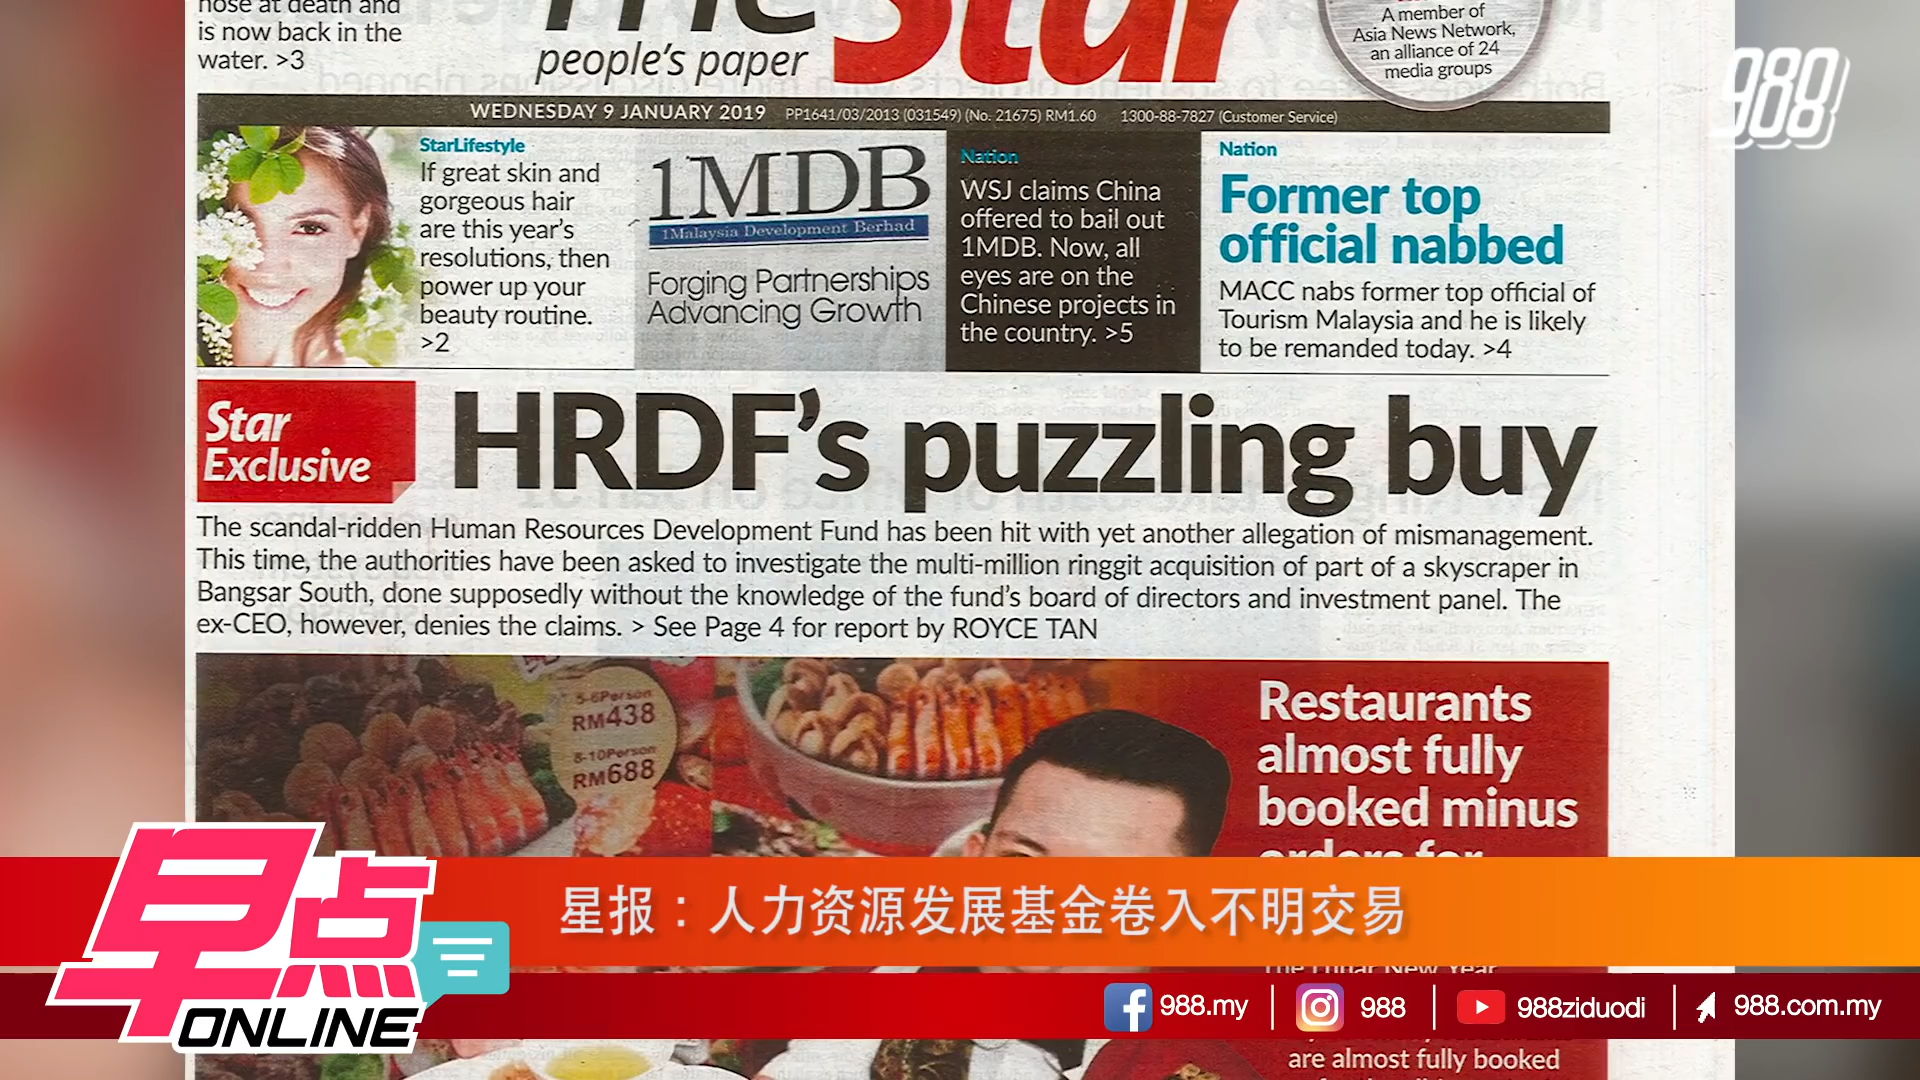 nose at death and
is now back in the
water. >3
The Star
people's paper
A member of
Asia News Network,
an alliance of 24
media groups
988
WEDNESDAY 9 JANUARY 2019 PP1641/03/2013 (031549) (No. 21675) RM1.60 1300-88-7827 (Customer Service)
StarLifestyle
If great skin and
gorgeous hair
are this year's
resolutions, then
power up your
beauty routine.
>2
1MDB
1Malaysia Development Berhad
Forging Partnerships
Advancing Growth
Nation
WSJ claims China
offered to bail out
1MDB. Now, all
eyes are on the
Chinese projects in
the country. >5
Nation
Former top
official nabbed
MACC nabs former top official of
Tourism Malaysia and he is likely
to be remanded today. >4
Star
Exclusive
HRDF's puzzling buy
The scandal-ridden Human Resources Development Fund has been hit with yet another allegation of mismanagement.
This time, the authorities have been asked to investigate the multi-million ringgit acquisition of part of a skyscraper in
Bangsar South, done supposedly without the knowledge of the fund's board of directors and investment panel. The
ex-CEO, however, denies the claims. > See Page 4 for report by ROYCE TAN
5-6Person
RM438
8-10Person
RM688
Restaurants
almost fully
booked minus
orders for
星报：人力资源发展基金卷入不明交易
早点
ONLINE
The Lunar New Year
988.my
988
988ziduodi
988.com.my
are almost fully booked